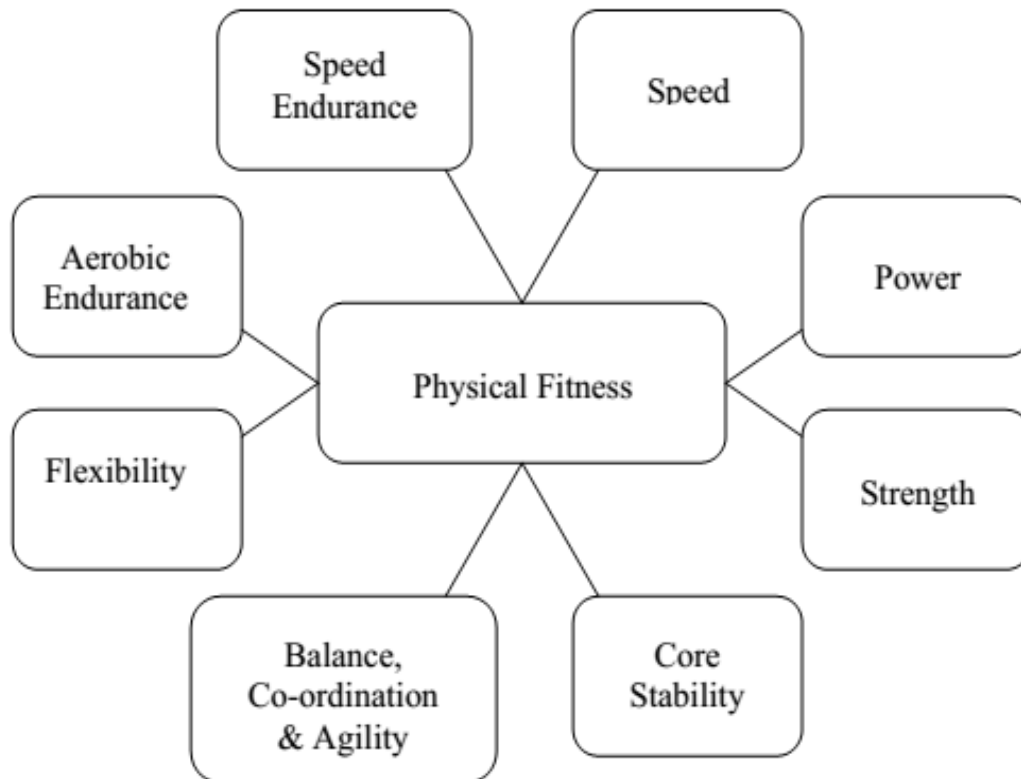 Speed
Endurance
Speed
Aerobic
Endurance
Power
Physical Fitness
Flexibility
Strength
Balance,
Co-ordination
& Agility
Core
Stability